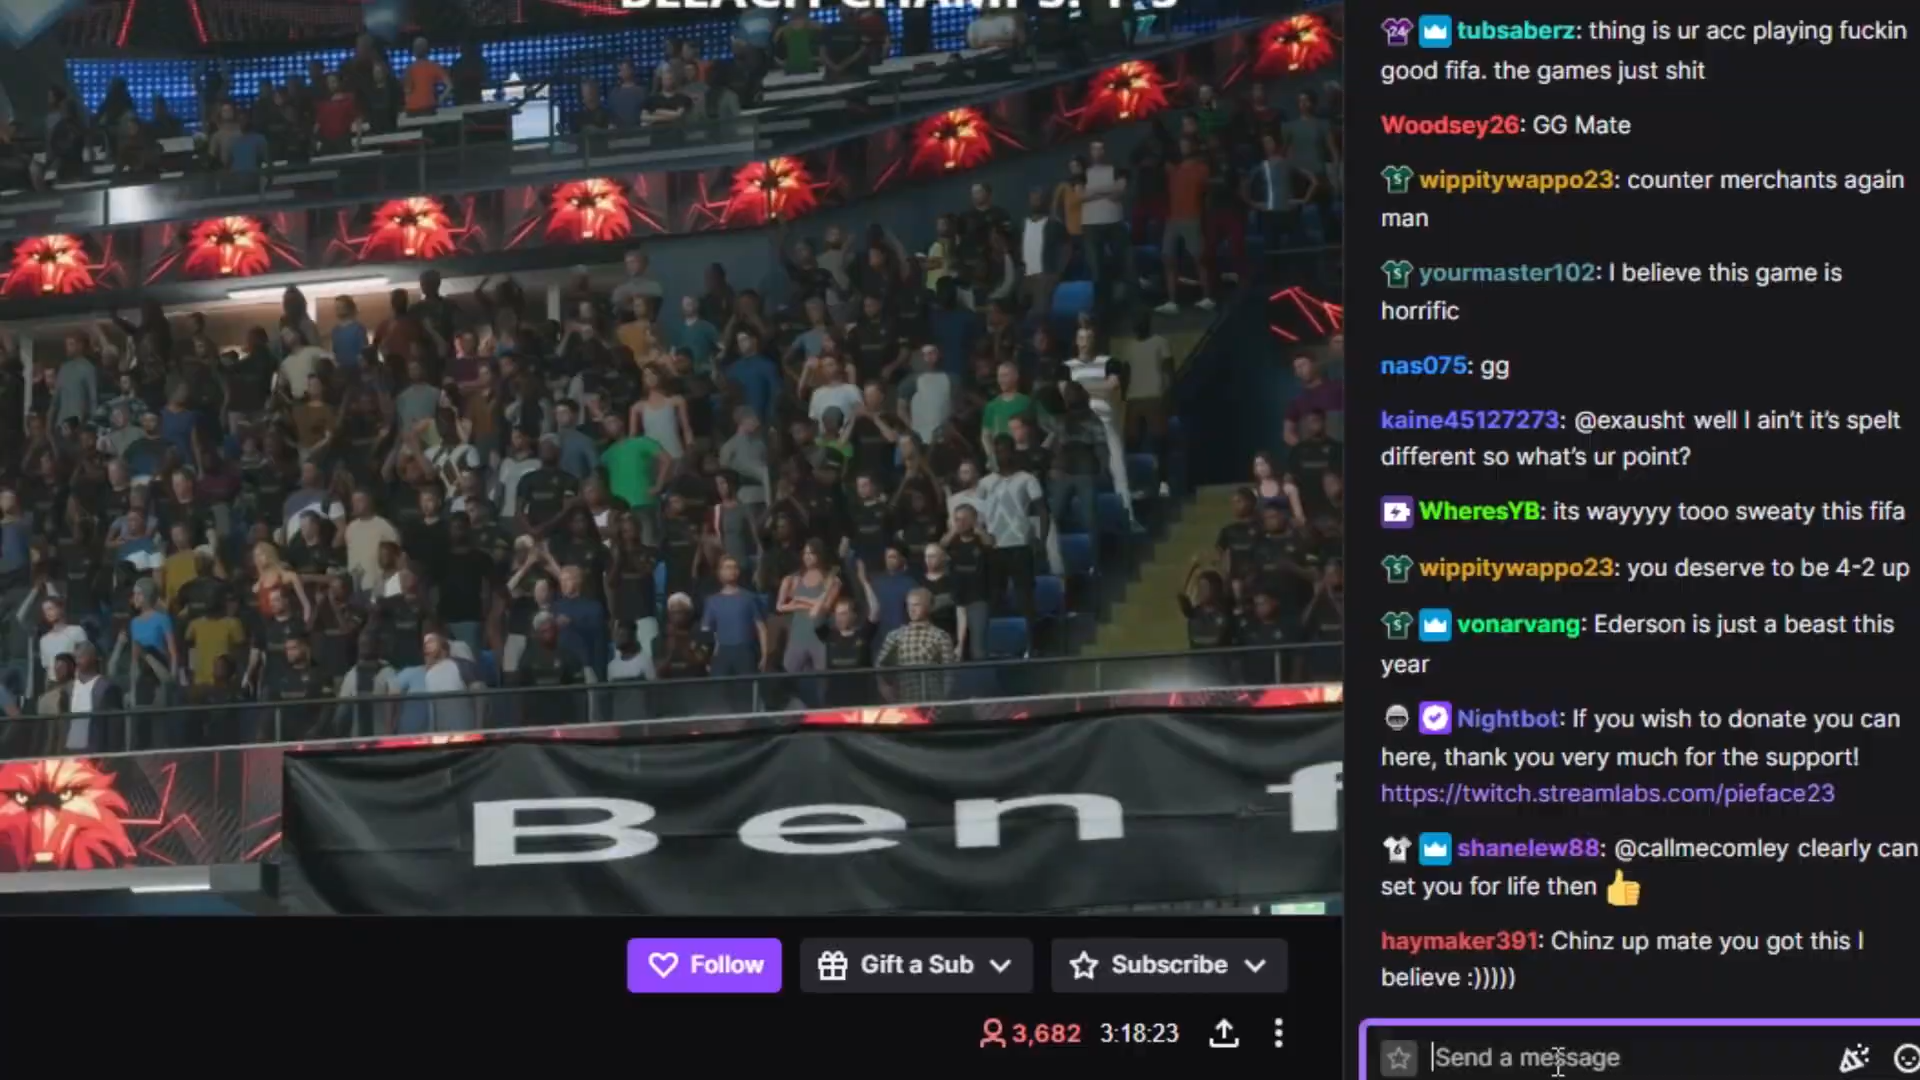 tubsaberz: thing is ur acc playing fuckin
good fifa. the games just shit
Woodsey26: GG Mate
wippitywappo23: counter merchants again
man
yourmaster102: I believe this game is
horrific
nas075: gg
kaine45127273: @exausht well I ain't it's spelt
different so what's ur point?
WheresYB: its wayyyy tooo sweaty this fifa
wippitywappo23: you deserve to be 4-2 up
vonarvang: Ederson is just a beast this
year
Nightbot: If you wish to donate you can
here, thank you very much for the support!
https://twitch.streamlabs.com/pieface23
shanelew88: @callmecomley clearly can
set you for life then 👍
haymaker391: Chinz up mate you got this I
believe :)))))
Send a message
Ben f
Follow
Gift a Sub
Subscribe
3,682 3:18:23